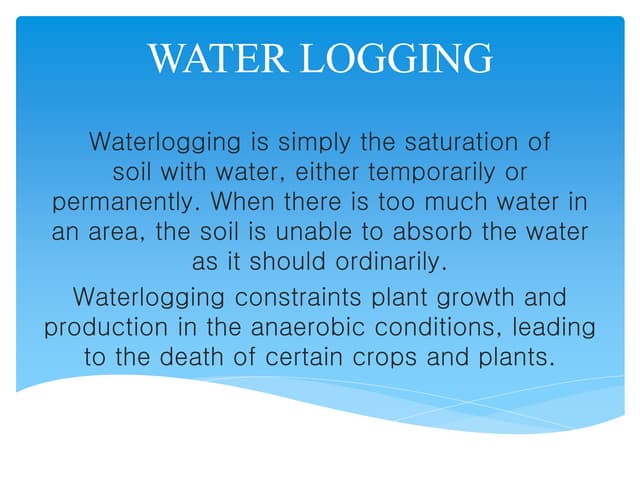 WATER LOGGING
Waterlogging is simply the saturation of
soil with water, either temporarily or
permanently. When there is too much water in
an area, the soil is unable to absorb the water
as it should ordinarily.
Waterlogging constraints plant growth and
production in the anaerobic conditions, leading
to the death of certain crops and plants.